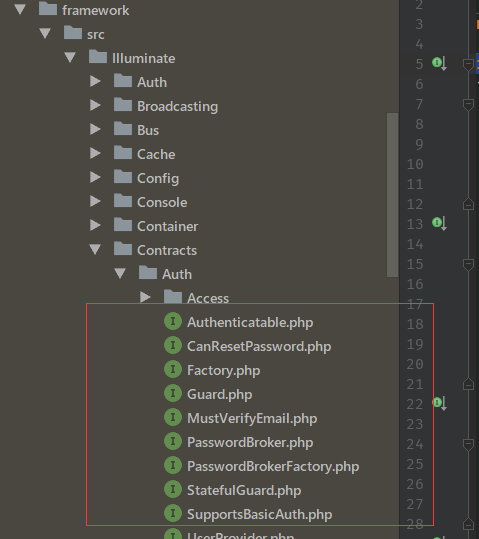 framework
src
Illuminate
Auth
Broadcasting
Bus
Cache
Config
Console
Container
Contracts
Auth
Access
Authenticatable.php
CanResetPassword.php
Factory.php
Guard.php
MustVerifyEmail.php
PasswordBroker.php
PasswordBrokerFactory.php
StatefulGuard.php
SupportsBasicAuth.php
UserProvider.php
2
3
4
5
6
7
8
9
10
11
12
13
14
15
16
17
18
19
20
21
22
23
24
25
26
27
28